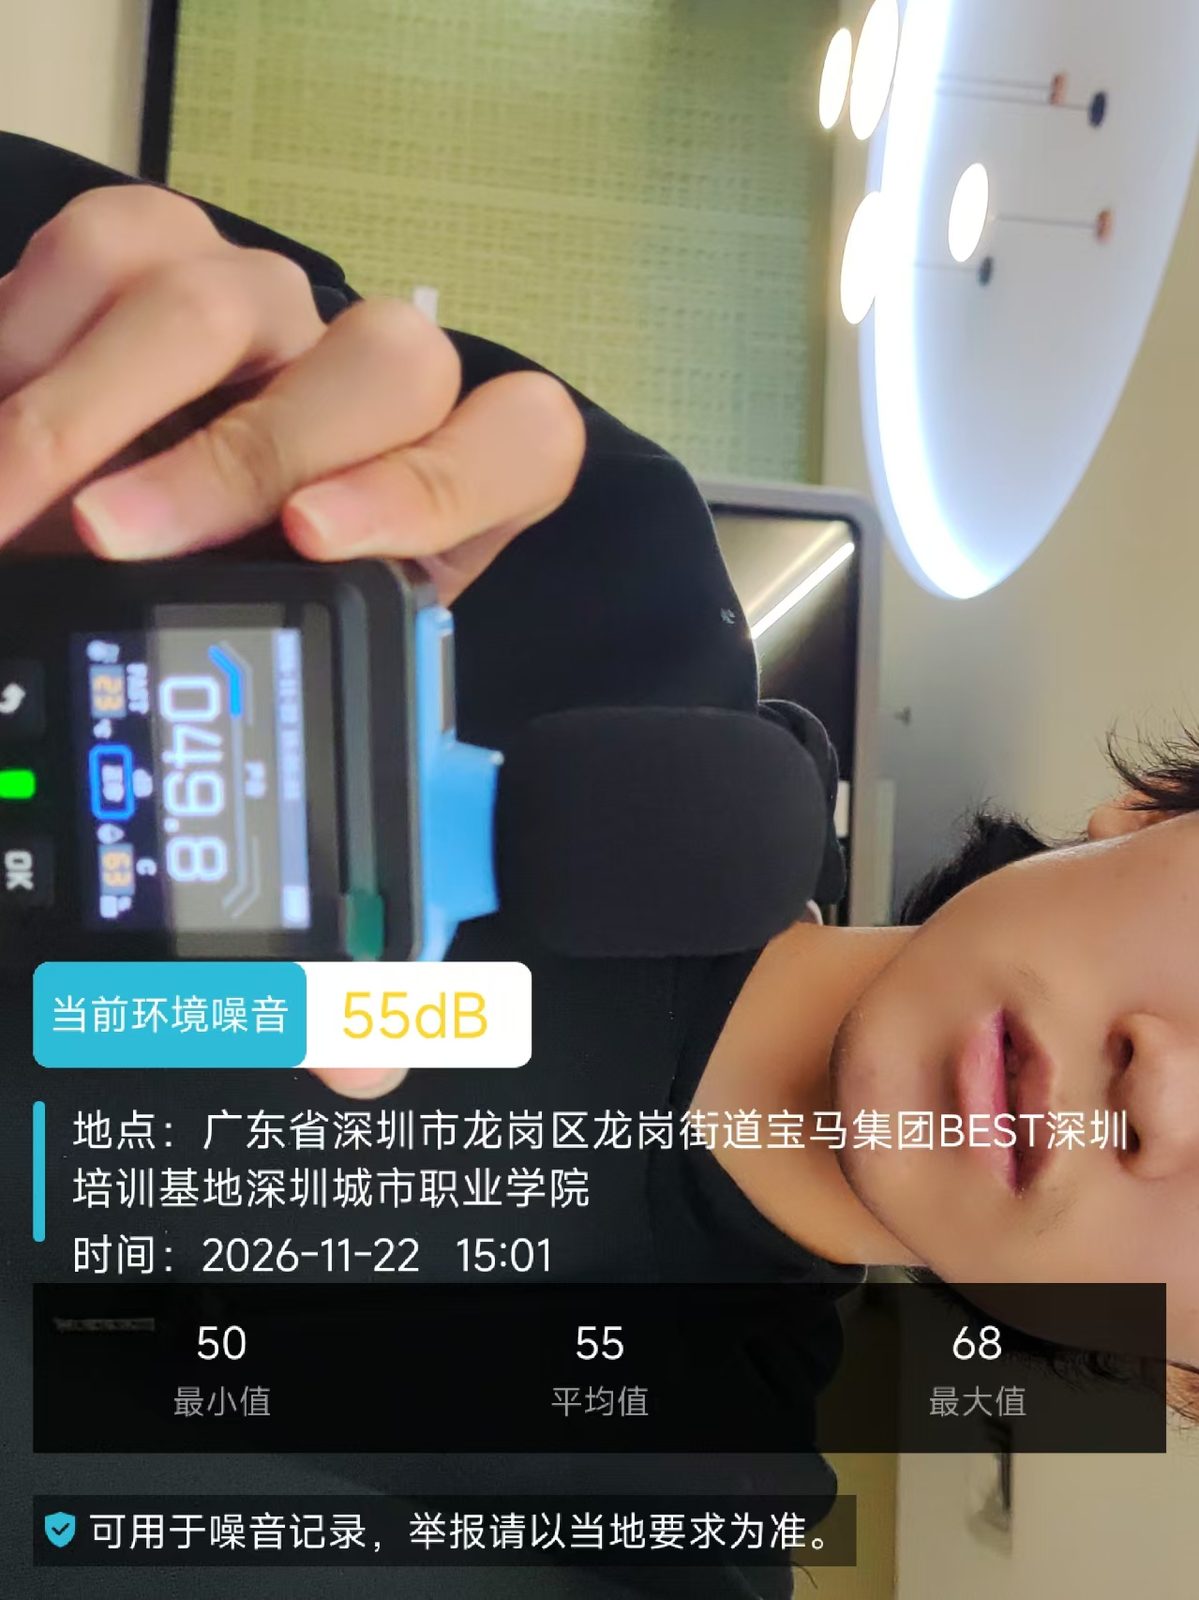 049.8
FAST
dB
C
23
63
OK
当前环境噪音
55dB
地点：广东省深圳市龙岗区龙岗街道宝马集团BEST深圳
培训基地深圳城市职业学院
时间：2026-11-22 15:01
50
55
68
最小值
平均值
最大值
可用于噪音记录，举报请以当地要求为准。